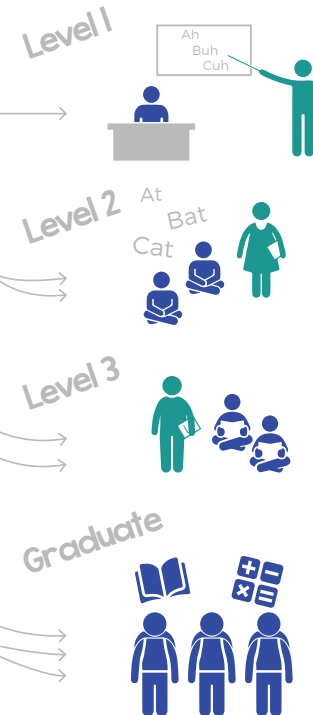 Level 1
Ah
Buh
Cuh
Level 2
At
Bat
Cat
Level 3
Graduate